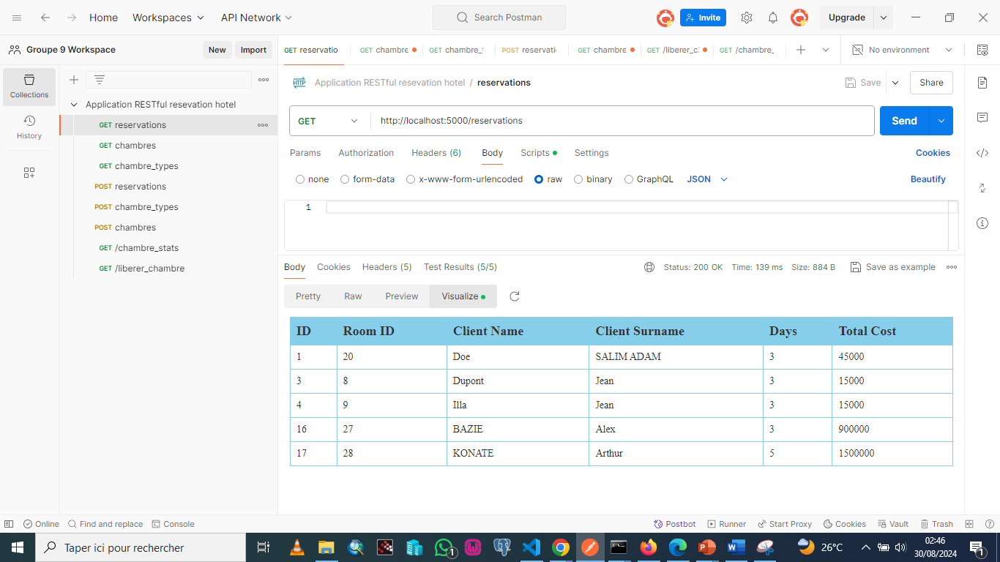 Home Workspaces API Network Search Postman Invite Upgrade
Groupe 9 Workspace New Import GET reservatio GET chambre GET chambre_t POST reservati GET chambre GET /liberer_c GET /chambre_ No environment
Collections
History
Application RESTful resevation hotel
GET reservations
GET chambres
GET chambre_types
POST reservations
POST chambre_types
POST chambres
GET /chambre_stats
GET /liberer_chambre
HTTP Application RESTful resevation hotel / reservations Save Share
GET http://localhost:5000/reservations Send
Params Authorization Headers (6) Body Scripts Settings Cookies
none form-data x-www-form-urlencoded raw binary GraphQL JSON Beautify
1
Body Cookies Headers (5) Test Results (5/5) Status: 200 OK Time: 139 ms Size: 884 B Save as example
Pretty Raw Preview Visualize
ID Room ID Client Name Client Surname Days Total Cost
1 20 Doe SALIM ADAM 3 45000
3 8 Dupont Jean 3 15000
4 9 Illa Jean 3 15000
16 27 BAZIE Alex 3 900000
17 28 KONATE Arthur 5 1500000
Online Find and replace Console Postbot Runner Start Proxy Cookies Vault Trash
Taper ici pour rechercher 1 26°C 02:46 1
30/08/2024